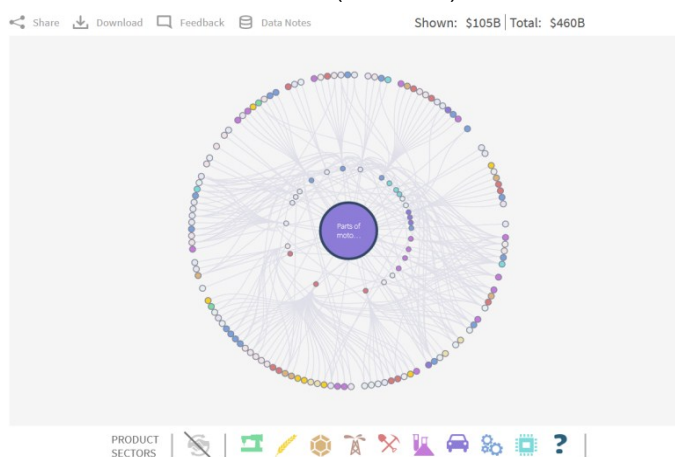 Share Download Feedback Data Notes Shown: $105B Total: $460B
Parts of
moto...
PRODUCT
SECTORS
?